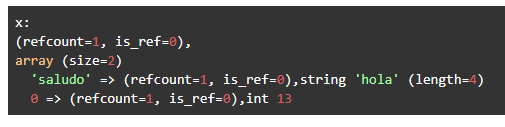 x:
(refcount=1, is_ref=0),
array (size=2)
'saludo' => (refcount=1, is_ref=0),string 'hola' (length=4)
0 => (refcount=1, is_ref=0),int 13